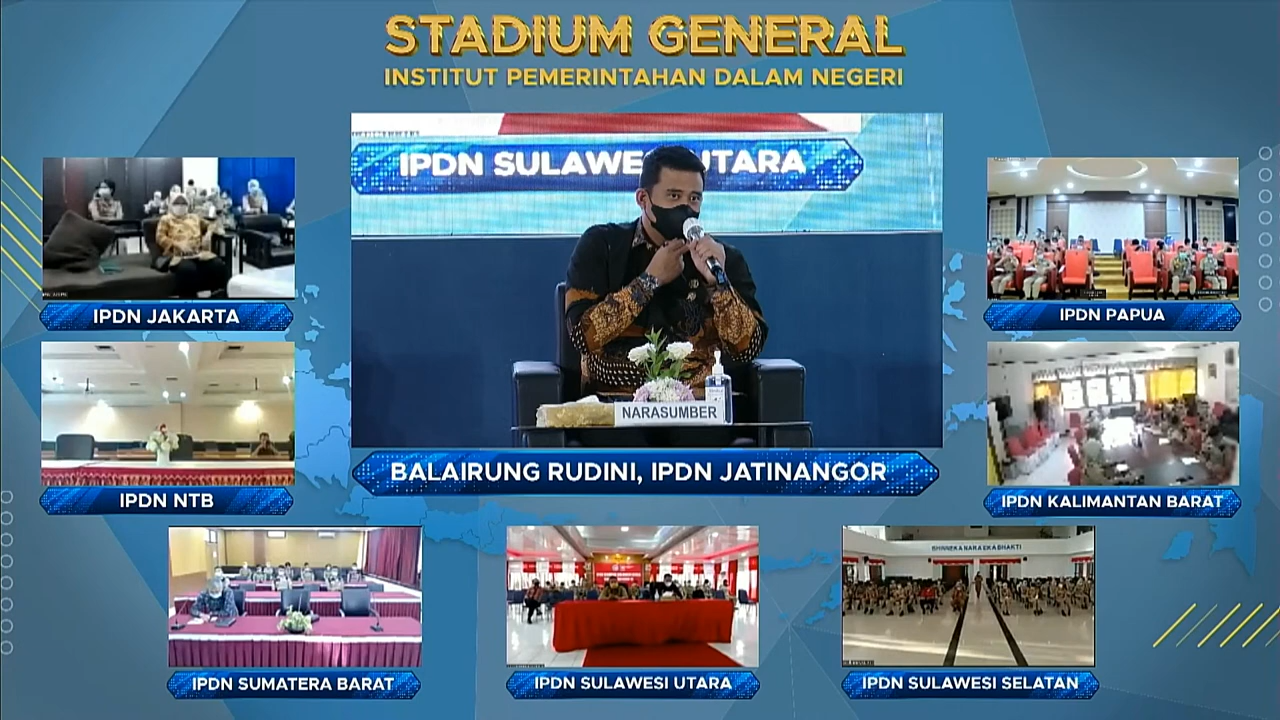 STADIUM GENERAL
INSTITUT PEMERINTAHAN DALAM NEGERI
IPDN SULAWESI UTARA
NARASUMBER
BALAIRUNG RUDINI, IPDN JATINANGOR
IPDN JAKARTA
IPDN PAPUA
IPDN NTB
IPDN KALIMANTAN BARAT
BHINNEKA NARA EKA BHAKTI
IPDN SUMATERA BARAT
IPDN SULAWESI UTARA
IPDN SULAWESI SELATAN